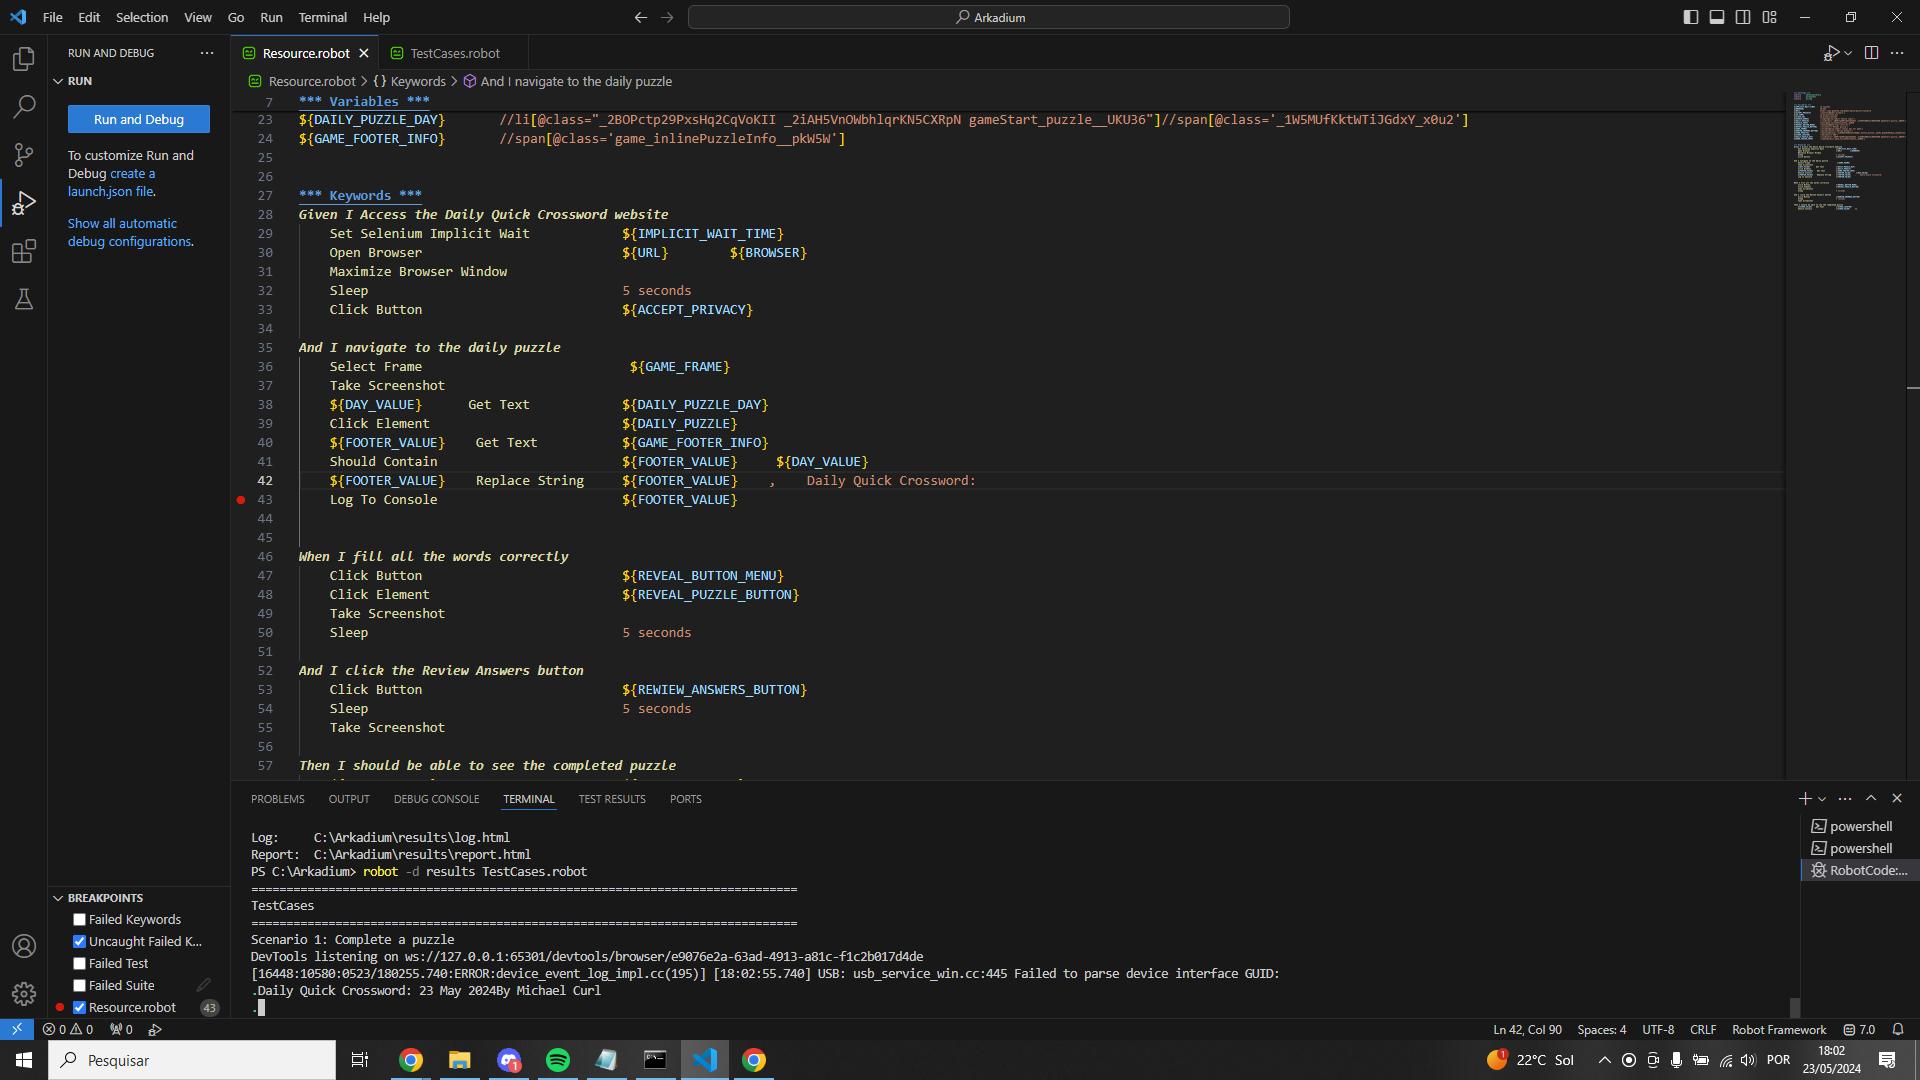 File Edit Selection View Go Run Terminal Help
Arkadium
RUN AND DEBUG
RUN
Run and Debug
To customize Run and
Debug create a
launch.json file.
Show all automatic
debug configurations.
BREAKPOINTS
Failed Keywords
Uncaught Failed K...
Failed Test
Failed Suite
Resource.robot 43
Resource.robot TestCases.robot
Resource.robot > {} Keywords > And I navigate to the daily puzzle
7 *** Variables ***
23 ${DAILY_PUZZLE_DAY} //li[@class="_2BOPctp29PxsHq2CqVoKII _2iAH5VnOWbhlqrKN5CXRpN gameStart_puzzle__UKU36"]//span[@class='_1W5MUfKktWTiJGdxY_x0u2']
24 ${GAME_FOOTER_INFO} //span[@class='game_inlinePuzzleInfo__pkW5W']
25
26
27 *** Keywords ***
28 Given I Access the Daily Quick Crossword website
29 Set Selenium Implicit Wait ${IMPLICIT_WAIT_TIME}
30 Open Browser ${URL} ${BROWSER}
31 Maximize Browser Window
32 Sleep 5 seconds
33 Click Button ${ACCEPT_PRIVACY}
34
35 And I navigate to the daily puzzle
36 Select Frame ${GAME_FRAME}
37 Take Screenshot
38 ${DAY_VALUE} Get Text ${DAILY_PUZZLE_DAY}
39 Click Element ${DAILY_PUZZLE}
40 ${FOOTER_VALUE} Get Text ${GAME_FOOTER_INFO}
41 Should Contain ${FOOTER_VALUE} ${DAY_VALUE}
42 ${FOOTER_VALUE} Replace String ${FOOTER_VALUE} , Daily Quick Crossword:
43 Log To Console ${FOOTER_VALUE}
44
45
46 When I fill all the words correctly
47 Click Button ${REVEAL_BUTTON_MENU}
48 Click Element ${REVEAL_PUZZLE_BUTTON}
49 Take Screenshot
50 Sleep 5 seconds
51
52 And I click the Review Answers button
53 Click Button ${REWIEW_ANSWERS_BUTTON}
54 Sleep 5 seconds
55 Take Screenshot
56
57 Then I should be able to see the completed puzzle
PROBLEMS OUTPUT DEBUG CONSOLE TERMINAL TEST RESULTS PORTS
Log: C:\Arkadium\results\log.html
Report: C:\Arkadium\results\report.html
PS C:\Arkadium> robot -d results TestCases.robot
==============================================================================
TestCases
==============================================================================
Scenario 1: Complete a puzzle
DevTools listening on ws://127.0.0.1:65301/devtools/browser/e9076e2a-63ad-4913-a81c-f1c2b017d4de
[16448:10580:0523/180255.740:ERROR:device_event_log_impl.cc(195)] [18:02:55.740] USB: usb_service_win.cc:445 Failed to parse device interface GUID:
.Daily Quick Crossword: 23 May 2024By Michael Curl
.
powershell
powershell
RobotCode:...
0 0 0 Ln 42, Col 90 Spaces: 4 UTF-8 CRLF Robot Framework 7.0
Pesquisar 1 1 22°C Sol POR 18:02
23/05/2024